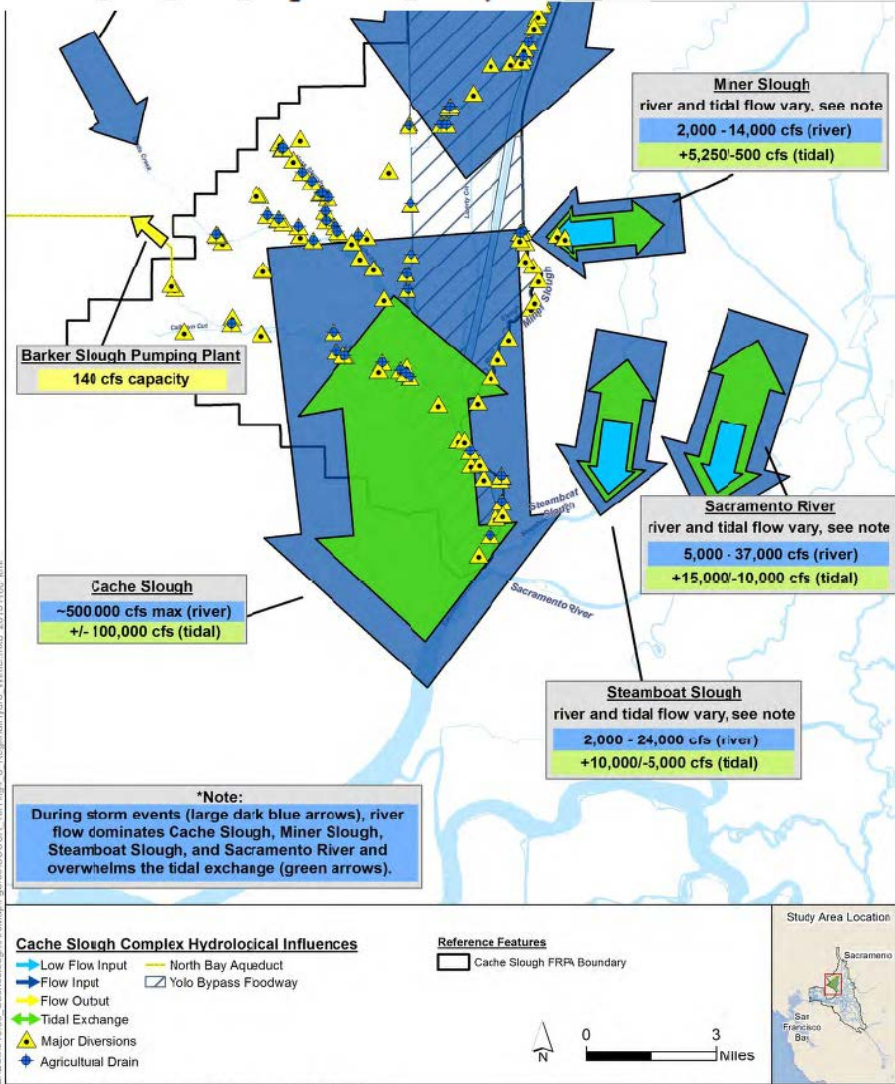 Miner Slough
river and tidal flow vary, see note
2,000 - 14,000 cfs (river)
+5,250/-500 cfs (tidal)
Miner Slough
Barker Slough Pumping Plant
140 cfs capacity
Steamboat
Slough
Sacramento River
river and tidal flow vary, see note
5,000 - 37,000 cfs (river)
+15,000/-10,000 cfs (tidal)
Cache Slough
~500 000 cfs max (river)
+/- 100,000 cfs (tidal)
Sacramento River
Steamboat Slough
river and tidal flow vary, see note
2,000 - 24,000 cfs (river)
+10,000/-5,000 cfs (tidal)
*Note:
During storm events (large dark blue arrows), river
flow dominates Cache Slough, Miner Slough,
Steamboat Slough, and Sacramento River and
overwhelms the tidal exchange (green arrows).
Cache Slough Complex Hydrological Influences
Low Flow Input
Flow Input
Flow Output
Tidal Exchange
Major Diversions
Agricultural Drain
North Bay Aqueduct
Yolo Bypass Foodway
Reference Features
Cache Slough FRPA Boundary
N
0 3
Miles
Study Area Location
Sacrameno
San
Francisco
Bay